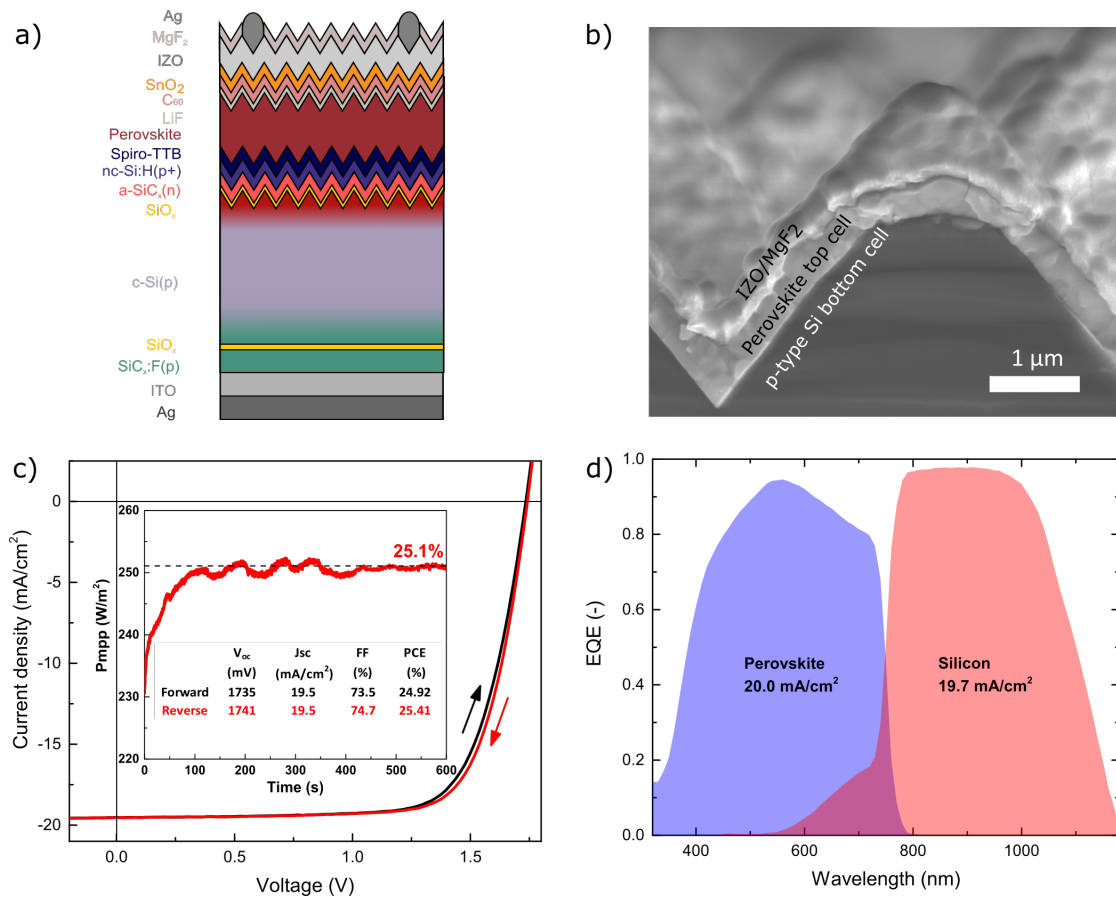 a)
Ag
MgF₂
IZO
SnO₂
C₆₀
LiF
Perovskite
Spiro-TTB
nc-Si:H(p+)
a-SiCₓ(n)
SiOₓ
c-Si(p)
SiOₓ
SiCₓ:F(p)
ITO
Ag
b)
IZO/MgF2
Perovskite top cell
p-type Si bottom cell
1 µm
c)
Current density (mA/cm²)
0
-5
-10
-15
-20
0.0
0.5
1.0
1.5
Voltage (V)
Pmpp (W/m²)
260
250
240
230
220
0
100
200
300
400
500
600
Time (s)
25.1%
Vₒc Jsc FF PCE
(mV) (mA/cm²) (%) (%)
Forward 1735 19.5 73.5 24.92
Reverse 1741 19.5 74.7 25.41
d)
EQE (-)
1.0
0.8
0.6
0.4
0.2
0.0
400
600
800
1000
Wavelength (nm)
Perovskite
20.0 mA/cm²
Silicon
19.7 mA/cm²